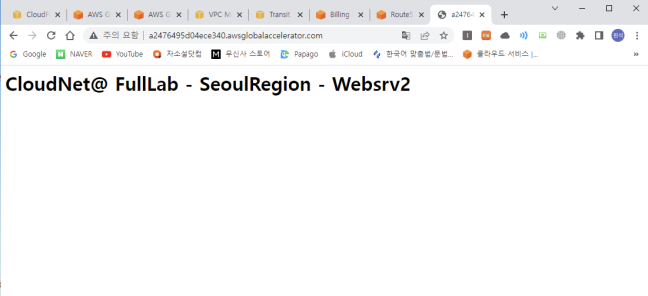 CloudF
AWS G
AWS G
VPC M
Transit
Billing
Route5
a2476
주의 요함 | a2476495d04ece340.awsglobalaccelerator.com
Google NAVER YouTube 자소설닷컴 무신사 스토어 Papago iCloud 한국어 맞춤법/문법... 클라우드 서비스 |...
CloudNet@ FullLab - SeoulRegion - Websrv2